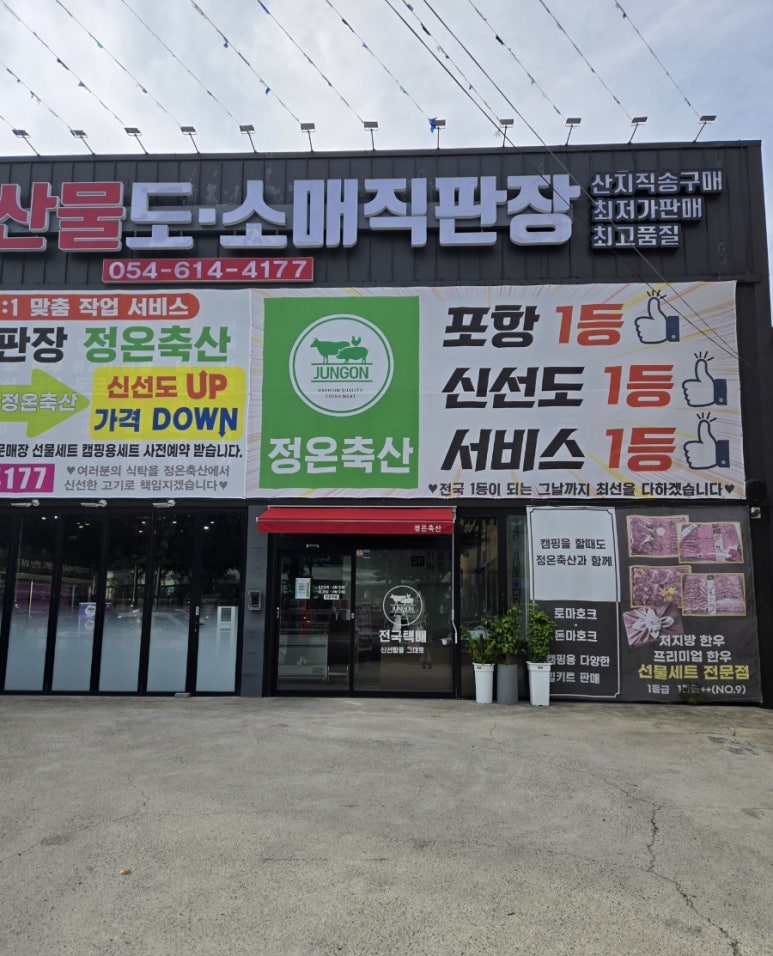 산물도·소매직판장
산지직송구매
최저가판매
최고품질
054-614-4177
:1 맞춤 작업 서비스
판장 정온축산
정온축산
신선도 UP
가격 DOWN
문매장 선물세트 캠핑용세트 사전예약 받습니다.
4177
♥여러분의 식탁을 정온축산에서
신선한 고기로 책임지겠습니다♥
JUNGON
PREMIUM QUALITY
FRESH MEAT
정온축산
포항 1등
신선도 1등
서비스 1등
♥전국 1등이 되는 그날까지 최선을 다하겠습니다♥
정온축산
JUNGON
전국택배
신선함을 그대로
캠핑을 할때도
정온축산과 함께
토마호크
·
돈마호크
캠핑용 다양한
밀키트 판매
저지방 한우
프리미엄 한우
선물세트 전문점
1등급 1등급++(NO.9)